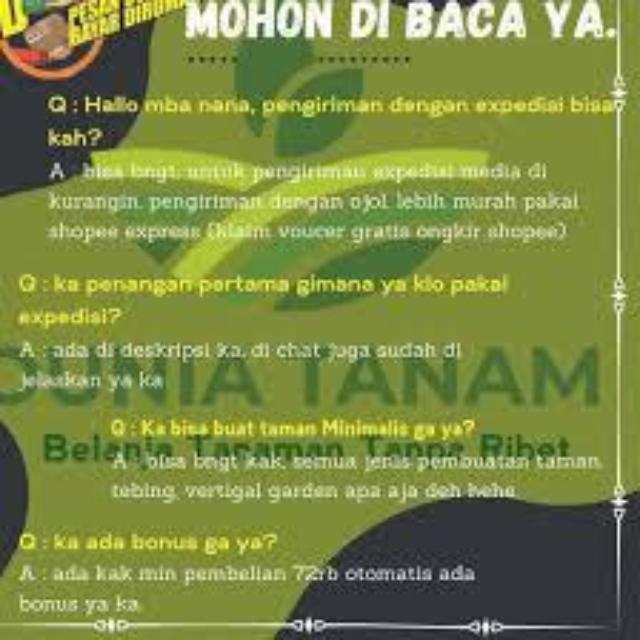 PESAN
BAYAR DIRUMAH
MOHON DI BACA YA.
Q : Hallo mba nana, pengiriman dengan expedisi bisa
kah?
A : bisa bngt, untuk pengiriman expedisi media di
kurangin, pengiriman dengan ojol lebih murah pakai
shopee express (klaim voucer gratis ongkir shopee)
Q : ka penangan pertama gimana ya klo pakai
expedisi?
A : ada di deskripsi ka, di chat juga sudah di
jelaskan ya ka
DUNIA TANAM
Q : Ka bisa buat taman Minimalis ga ya?
Belanja Tanaman Tanpa Ribet
A : bisa bngt kak, semua jenis pembuatan taman,
tebing, vertigal garden apa aja deh hehe
Q : ka ada bonus ga ya?
A : ada kak min pembelian 72rb otomatis ada
bonus ya ka